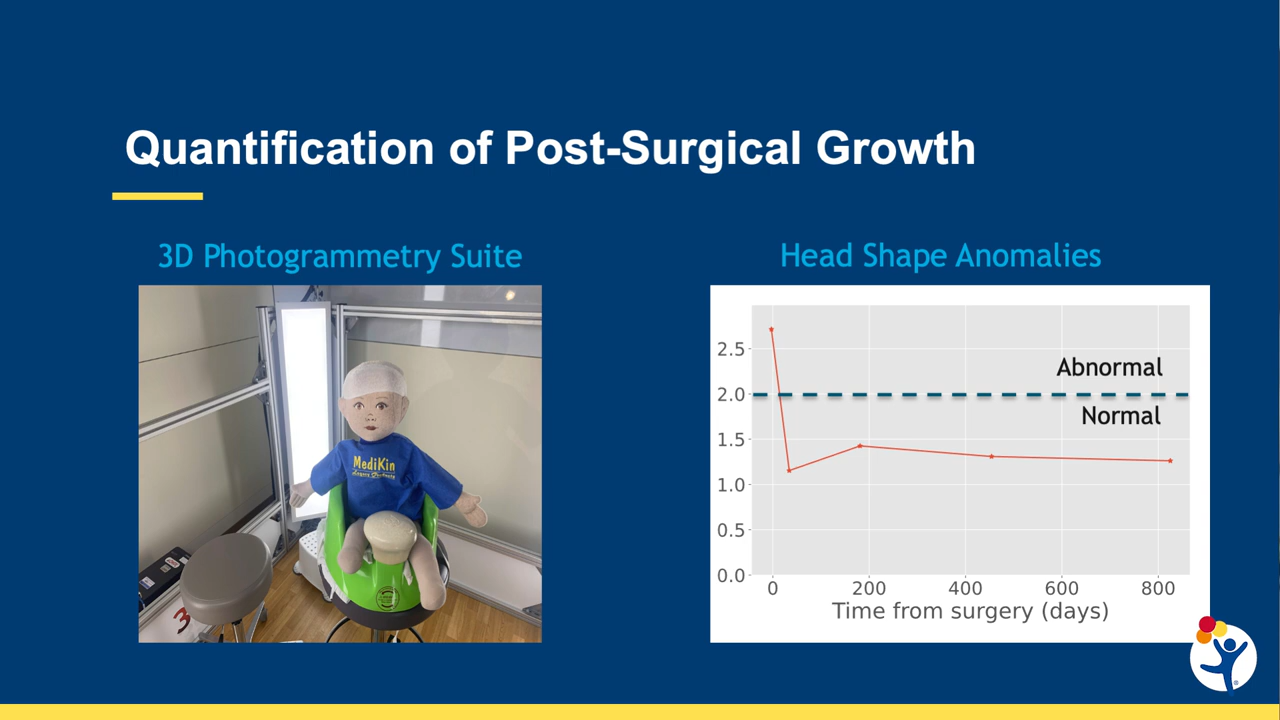 Quantification of Post-Surgical Growth
3D Photogrammetry Suite
Head Shape Anomalies
MediKin
3
2.5
2.0
1.5
1.0
0.5
0.0
Abnormal
Normal
0 200 400 600 800
Time from surgery (days)